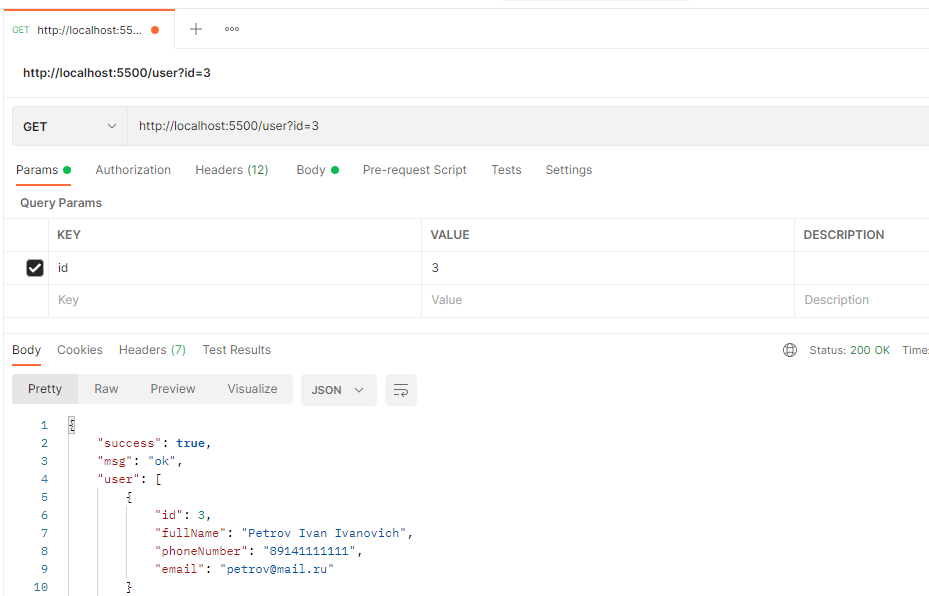 GET http://localhost:55...
http://localhost:5500/user?id=3
GET http://localhost:5500/user?id=3
Params Authorization Headers (12) Body Pre-request Script Tests Settings
Query Params
KEY VALUE DESCRIPTION
id 3
Key Value Description
Body Cookies Headers (7) Test Results Status: 200 OK Time:
Pretty Raw Preview Visualize JSON
1 {
2 "success": true,
3 "msg": "ok",
4 "user": [
5 {
6 "id": 3,
7 "fullName": "Petrov Ivan Ivanovich",
8 "phoneNumber": "89141111111",
9 "email": "petrov@mail.ru"
10 }